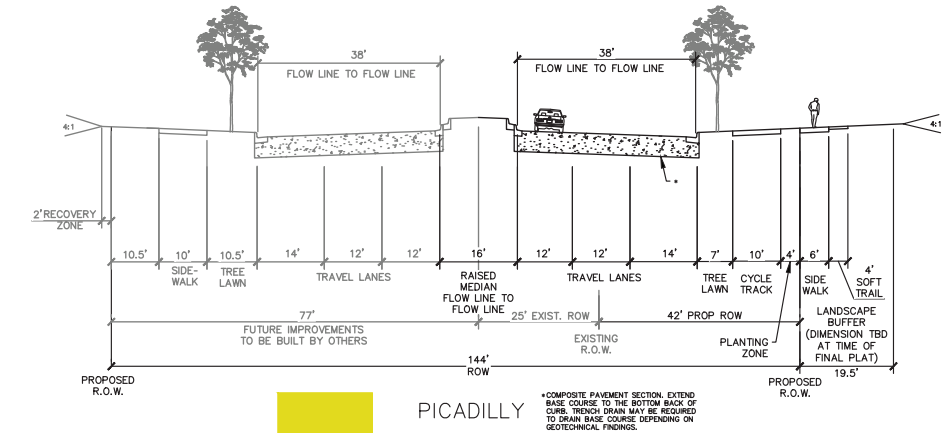 38'
FLOW LINE TO FLOW LINE
38'
FLOW LINE TO FLOW LINE
4:1
4:1
*
2' RECOVERY
ZONE
10.5'
10'
10.5'
14'
12'
12'
16'
12'
12'
14'
7'
10'
4'
6'
4'
SOFT
TRAIL
SIDE-
WALK
TREE
LAWN
TRAVEL LANES
RAISED
MEDIAN
FLOW LINE TO
FLOW LINE
TRAVEL LANES
TREE
LAWN
CYCLE
TRACK
SIDE
WALK
PLANTING
ZONE
LANDSCAPE
BUFFER
(DIMENSION TBD
AT TIME OF
FINAL PLAT)
77'
FUTURE IMPROVEMENTS
TO BE BUILT BY OTHERS
25' EXIST. ROW
42' PROP ROW
EXISTING
R.O.W.
144'
ROW
19.5'
PROPOSED
R.O.W.
PROPOSED
R.O.W.
PICADILLY
*COMPOSITE PAVEMENT SECTION. EXTEND
BASE COURSE TO THE BOTTOM BACK OF
CURB. TRENCH DRAIN MAY BE REQUIRED
TO DRAIN BASE COURSE DEPENDING ON
GEOTECHNICAL FINDINGS.